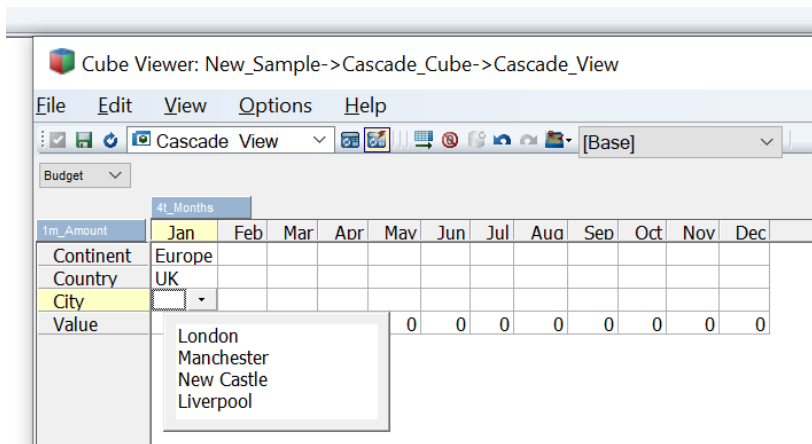 Cube Viewer: New_Sample->Cascade_Cube->Cascade_View
File Edit View Options Help
Cascade_View [Base]
Budget
4t_Months
1m_Amount Jan Feb Mar Apr May Jun Jul Aug Sep Oct Nov Dec
Continent Europe
Country UK
City
Value 0 0 0 0 0 0 0 0
London
Manchester
New Castle
Liverpool